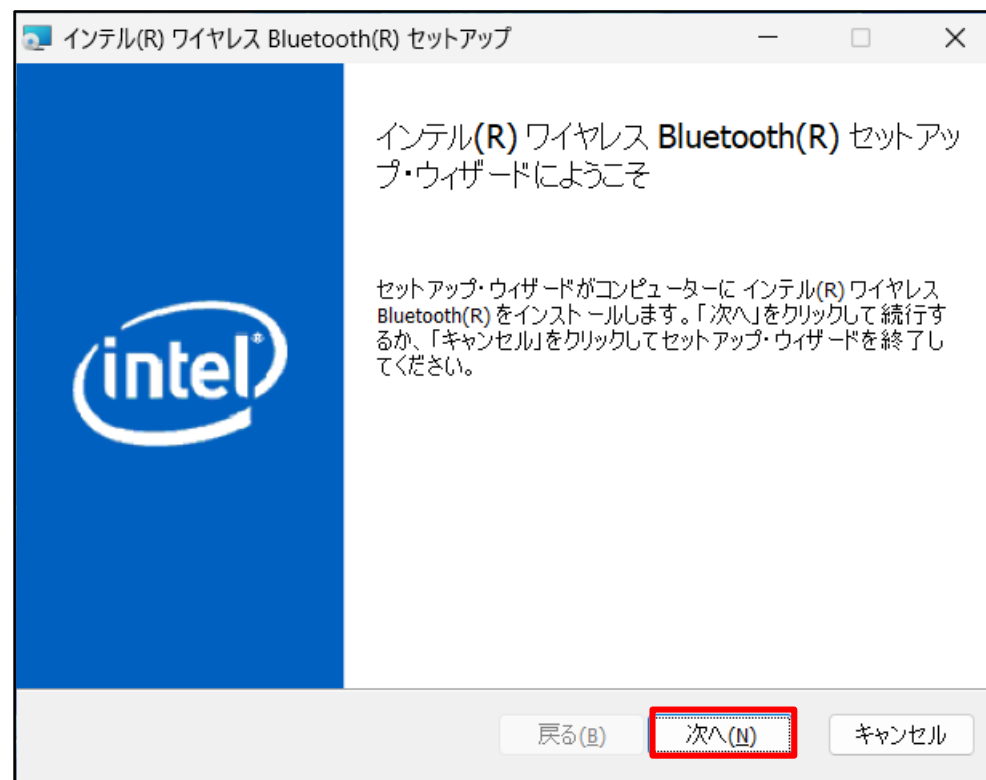 インテル(R) ワイヤレス Bluetooth(R) セットアップ
インテル(R) ワイヤレス Bluetooth(R) セットアッ
プ・ウィザードにようこそ
セットアップ・ウィザードがコンピューターに インテル(R) ワイヤレス
Bluetooth(R) をインストールします。「次へ」をクリックして続行す
るか、「キャンセル」をクリックしてセットアップ・ウィザードを終了し
てください。
intel®
戻る(B)
次へ(N)
キャンセル